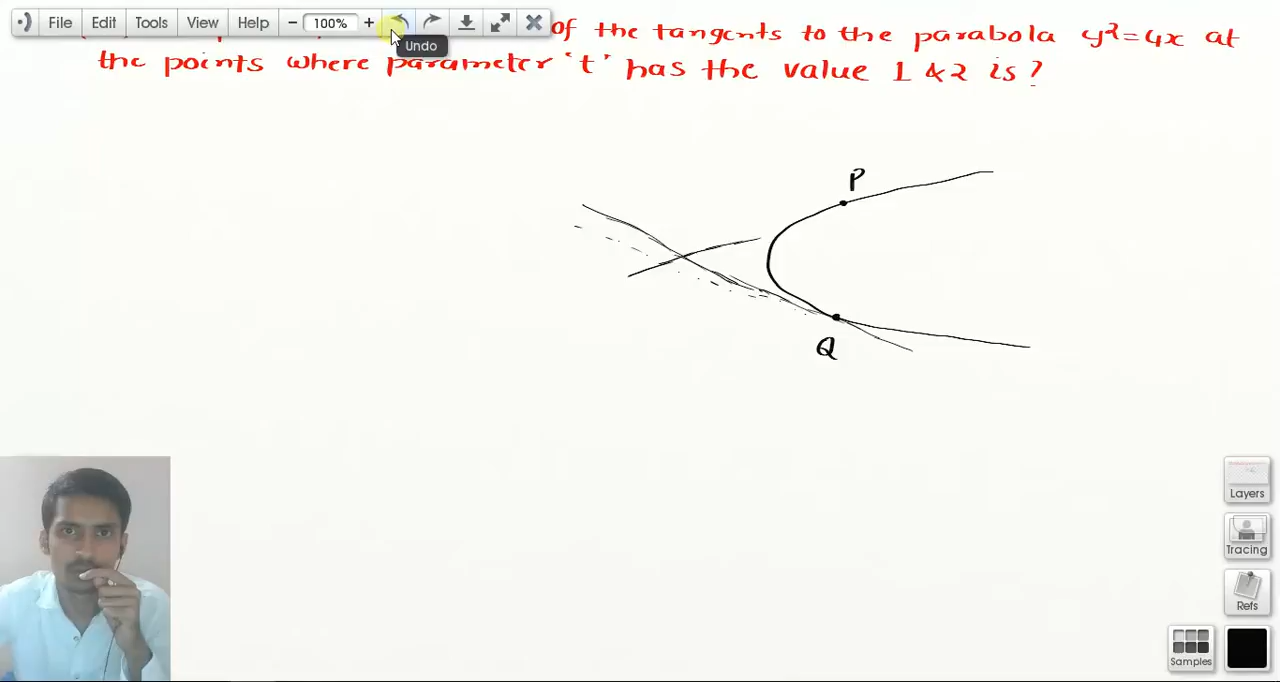 File Edit Tools View Help − 100% +
Undo
of the tangents to the parabola y²=4x at
the points where parameter 't' has the value 1 & 2 is?
P
Q
Layers
Tracing
Refs
Samples